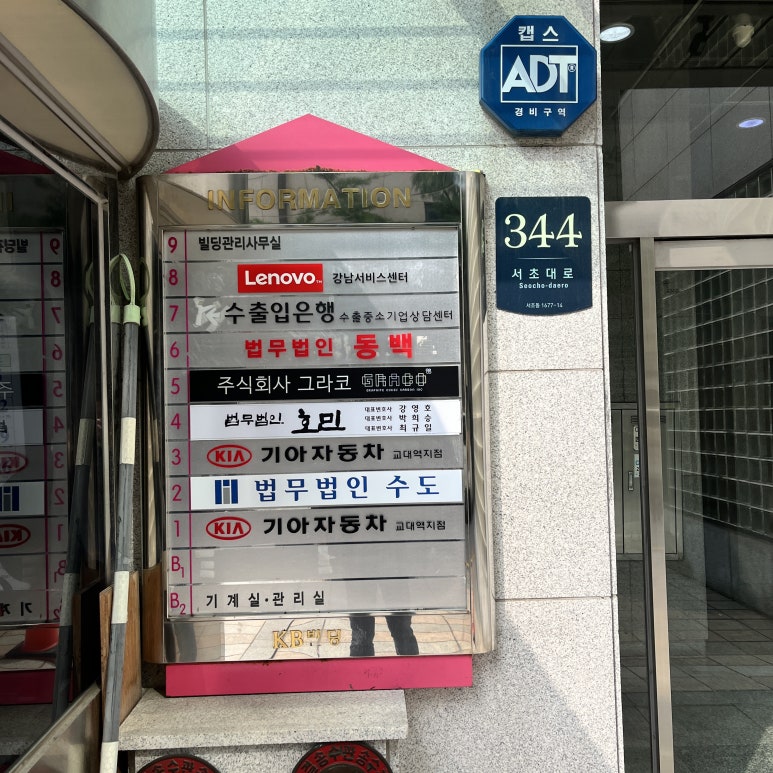 캡스
ADT
경비구역
INFORMATION
344
서초대로
Seocho-daero
서초동 1677-14
9 빌딩관리사무실
8 Lenovo 강남서비스센터
7 수출입은행 수출중소기업상담센터
6 법무법인 동백
5 주식회사 그라코 GRACO
4 법무법인 호민 대표변호사 강영호
대표변호사 박희승
대표변호사 최규일
3 KIA 기아자동차 교대역지점
2 법무법인 수도
1 KIA 기아자동차 교대역지점
B1
B2 기계실·관리실
KB빌딩